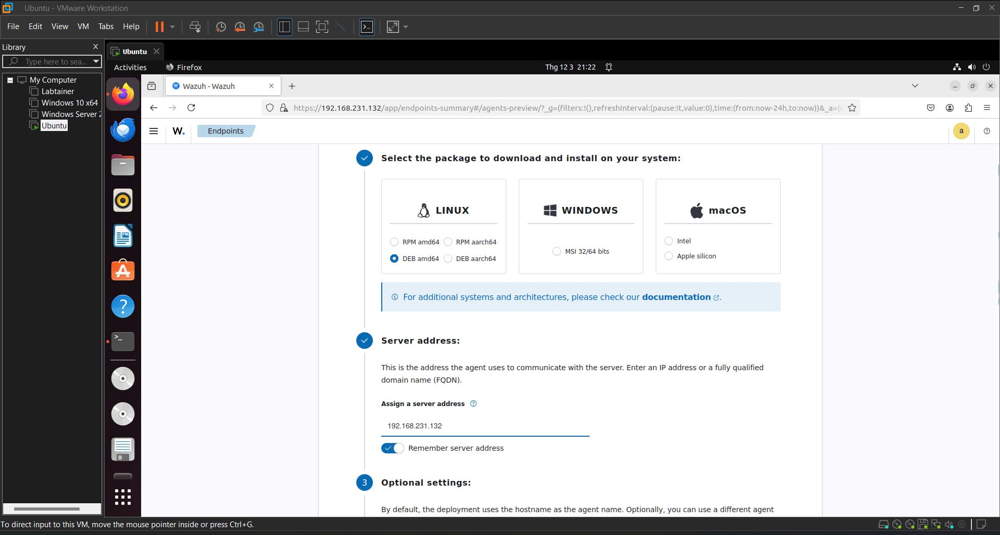 Ubuntu - VMware Workstation
File Edit View VM Tabs Help
Library
Type here to sea...
My Computer
Labtainer
Windows 10 x64
Windows Server 2
Ubuntu
Ubuntu
Activities Firefox Thg 12 3 21:22
Wazuh - Wazuh
https://192.168.231.132/app/endpoints-summary#/agents-preview/?_g=(filters:!(),refreshInterval:(pause:!t,value:0),time:(from:now-24h,to:now))&_a=(
W. Endpoints a
Select the package to download and install on your system:
LINUX WINDOWS macOS
RPM amd64 RPM aarch64
DEB amd64 DEB aarch64
MSI 32/64 bits
Intel
Apple silicon
For additional systems and architectures, please check our documentation.
Server address:
This is the address the agent uses to communicate with the server. Enter an IP address or a fully qualified
domain name (FQDN).
Assign a server address
192.168.231.132
Remember server address
3 Optional settings:
By default, the deployment uses the hostname as the agent name. Optionally, you can use a different agent
To direct input to this VM, move the mouse pointer inside or press Ctrl+G.